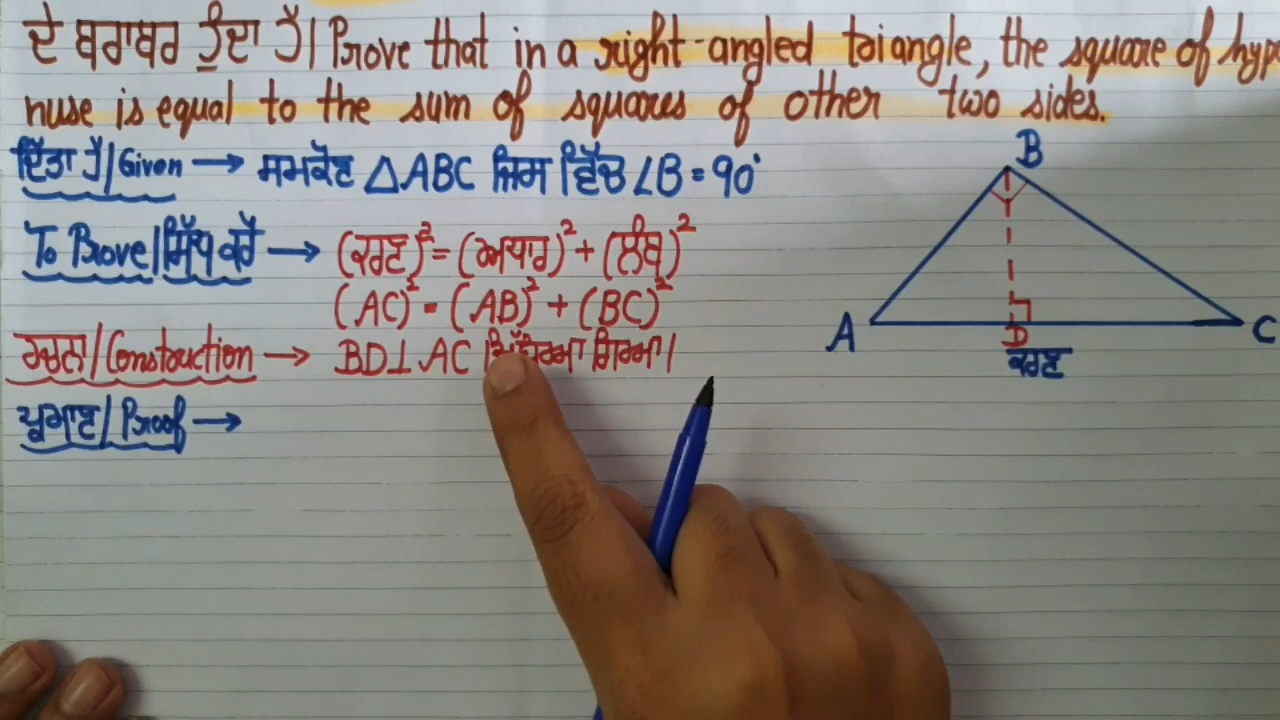 ਦੇ ਬਰਾਬਰ ਹੁੰਦਾ ਹੈ| Prove that in a right-angled triangle, the square of hypo
nuse is equal to the sum of squares of other two sides.
ਦਿੱਤਾ ਹੈ/Given → ਸਮਕੋਣ △ABC ਜਿਸ ਵਿੱਚ ∠B = 90°
To Prove/ਸਿੱਧ ਕਰੋ → (ਕਰਣ)² = (ਅਧਾਰ)² + (ਲੰਬ)²
(AC)² = (AB)² + (BC)²
ਰਚਨਾ/Construction → BD⊥AC ਗਿਆ|
ਪ੍ਰਮਾਣ/Proof →
B
A
D
C
ਕਰਣ